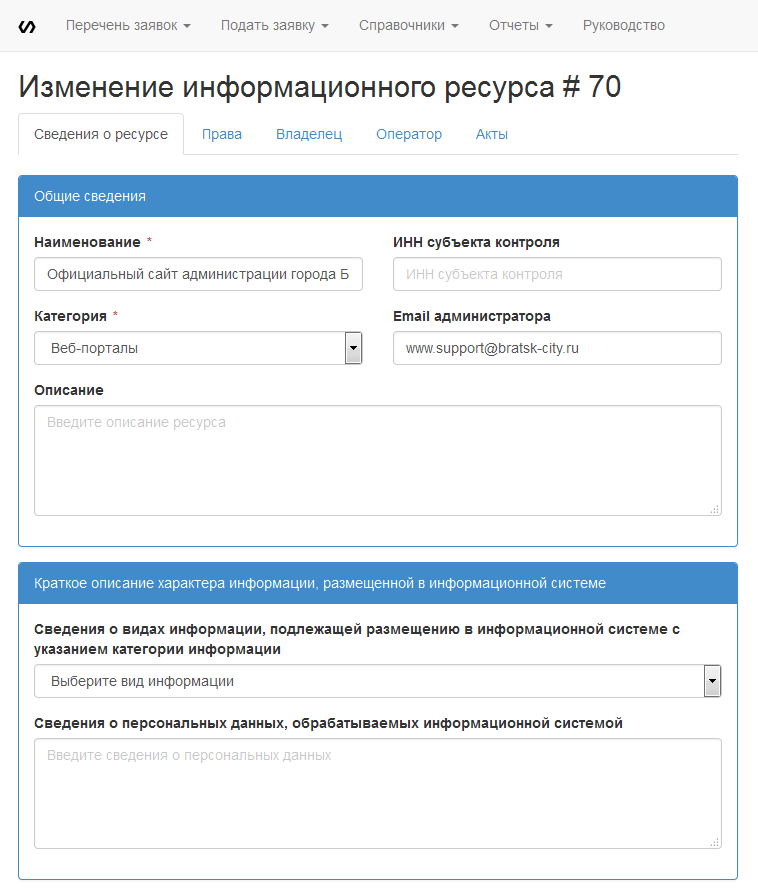 Перечень заявок Подать заявку Справочники Отчеты Руководство
Изменение информационного ресурса # 70
Сведения о ресурсе Права Владелец Оператор Акты
Общие сведения
Наименование * ИНН субъекта контроля
Официальный сайт администрации города Б ИНН субъекта контроля
Категория * Email администратора
Веб-порталы www.support@bratsk-city.ru
Описание
Введите описание ресурса
Краткое описание характера информации, размещенной в информационной системе
Сведения о видах информации, подлежащей размещению в информационной системе с
указанием категории информации
Выберите вид информации
Сведения о персональных данных, обрабатываемых информационной системой
Введите сведения о персональных данных